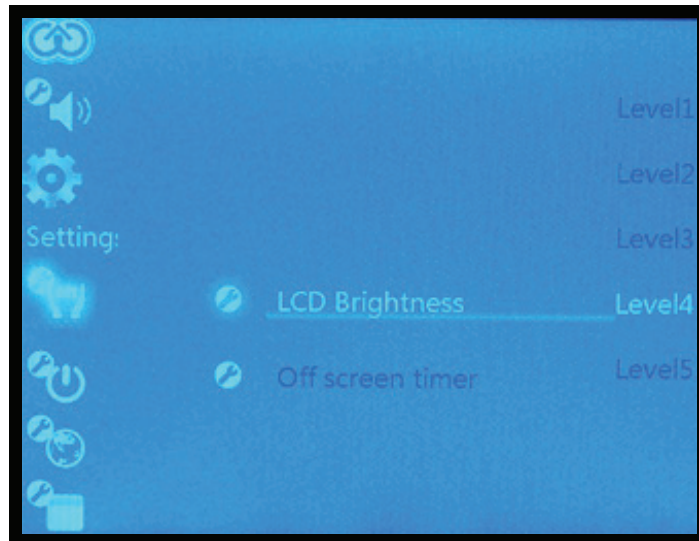 Level1
Level2
Setting:
Level3
LCD Brightness
Level4
Off screen timer
Level5